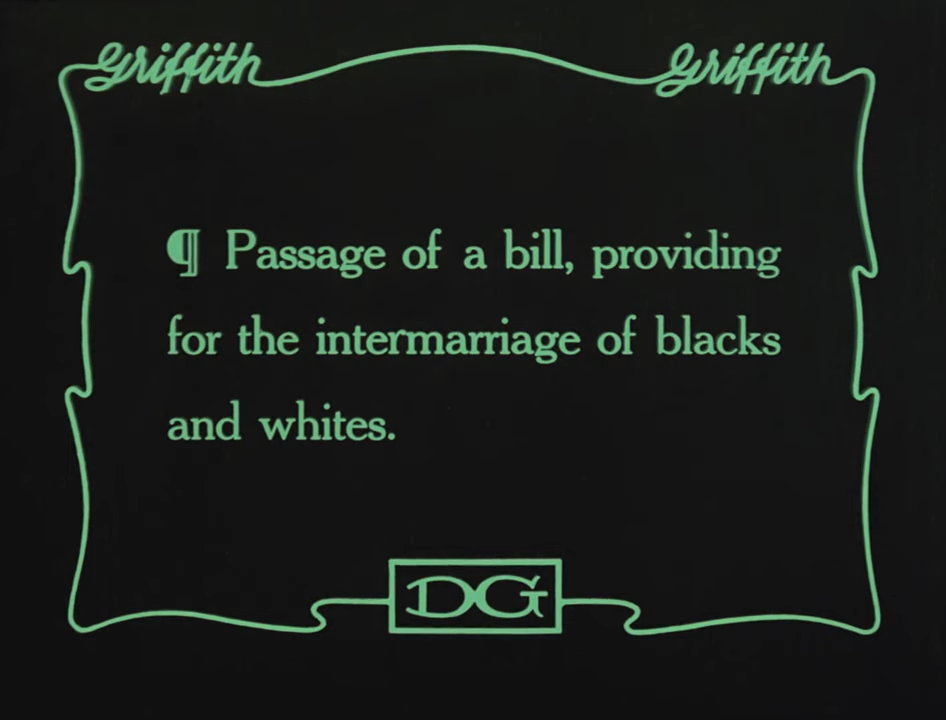 Griffith Griffith
¶ Passage of a bill, providing
for the intermarriage of blacks
and whites.
DG